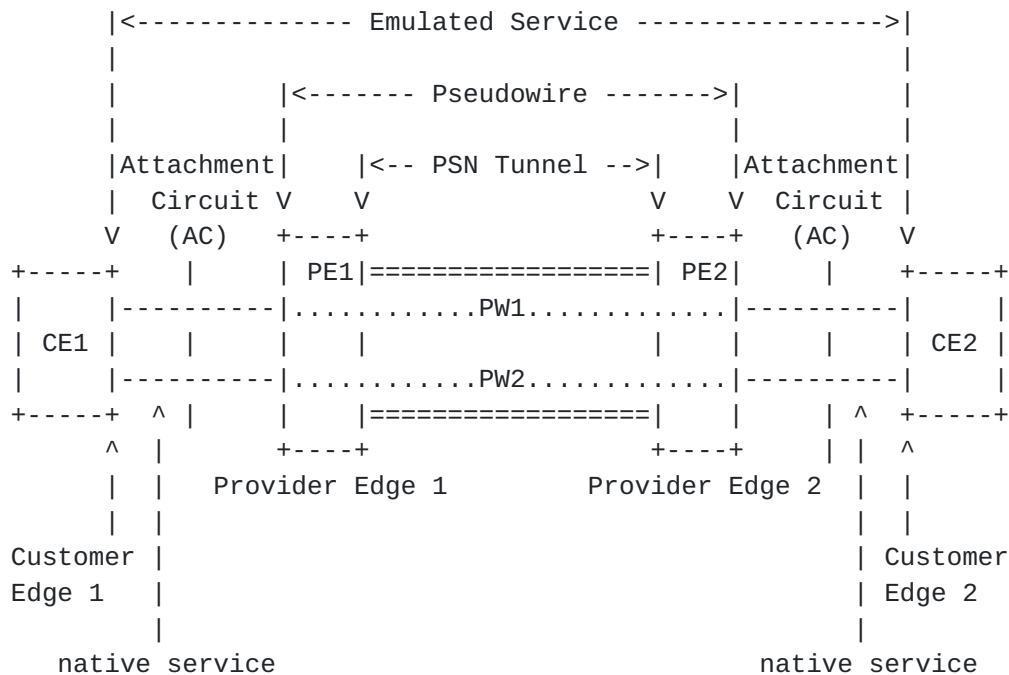 |<-------------- Emulated Service ---------------->|
|<------- Pseudowire ------->|
|Attachment| |<-- PSN Tunnel -->| |Attachment|
| Circuit V V V V Circuit |
V (AC) +----+ +----+ (AC) V
+-----+ | | PE1|==================| PE2| | +-----+
| |----------|............PW1.............|----------| |
| CE1 | | | | | | | | CE2 |
| |----------|............PW2.............|----------| |
+-----+ ^ | | |==================| | | ^ +-----+
^ | +----+ +----+ | | ^
| | Provider Edge 1 Provider Edge 2 | |
Customer | | Customer
Edge 1 | | Edge 2
native service native service